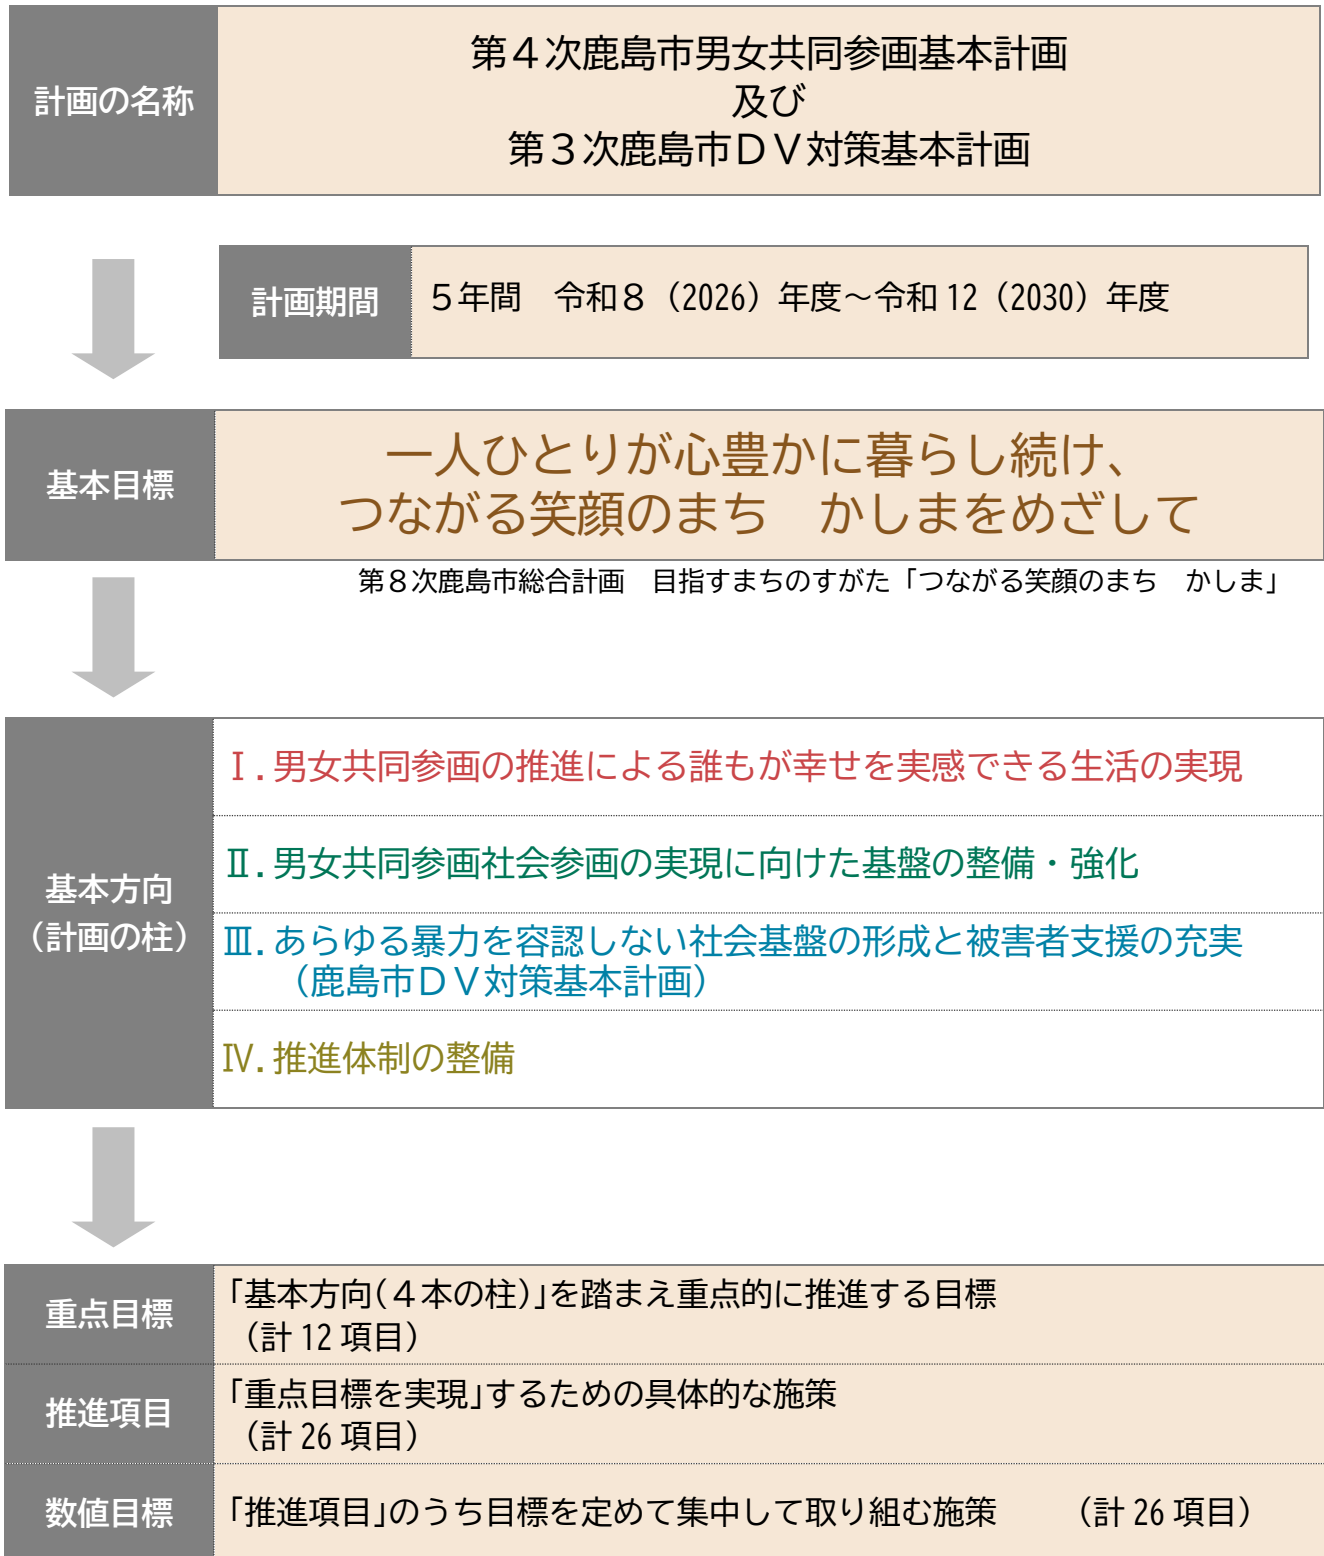 計画の名称
第４次鹿島市男女共同参画基本計画
及び
第３次鹿島市ＤＶ対策基本計画
計画期間
５年間　令和８（2026）年度～令和 12（2030）年度
基本目標
一人ひとりが心豊かに暮らし続け、
つながる笑顔のまち　かしまをめざして
第８次鹿島市総合計画　目指すまちのすがた「つながる笑顔のまち　かしま」
基本方向
（計画の柱）
Ⅰ．男女共同参画の推進による誰もが幸せを実感できる生活の実現
Ⅱ．男女共同参画社会参画の実現に向けた基盤の整備・強化
Ⅲ．あらゆる暴力を容認しない社会基盤の形成と被害者支援の充実
（鹿島市ＤＶ対策基本計画）
Ⅳ．推進体制の整備
重点目標
「基本方向(４本の柱)」を踏まえ重点的に推進する目標
（計 12 項目）
推進項目
「重点目標を実現」するための具体的な施策
（計 26 項目）
数値目標
「推進項目」のうち目標を定めて集中して取り組む施策　　（計 26 項目）